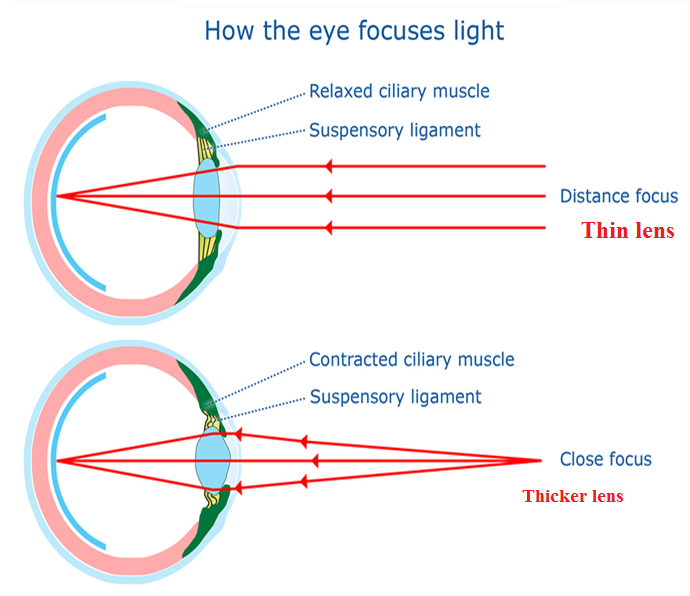 How the eye focuses light
Relaxed ciliary muscle
Suspensory ligament
Distance focus
Thin lens
Contracted ciliary muscle
Suspensory ligament
Close focus
Thicker lens